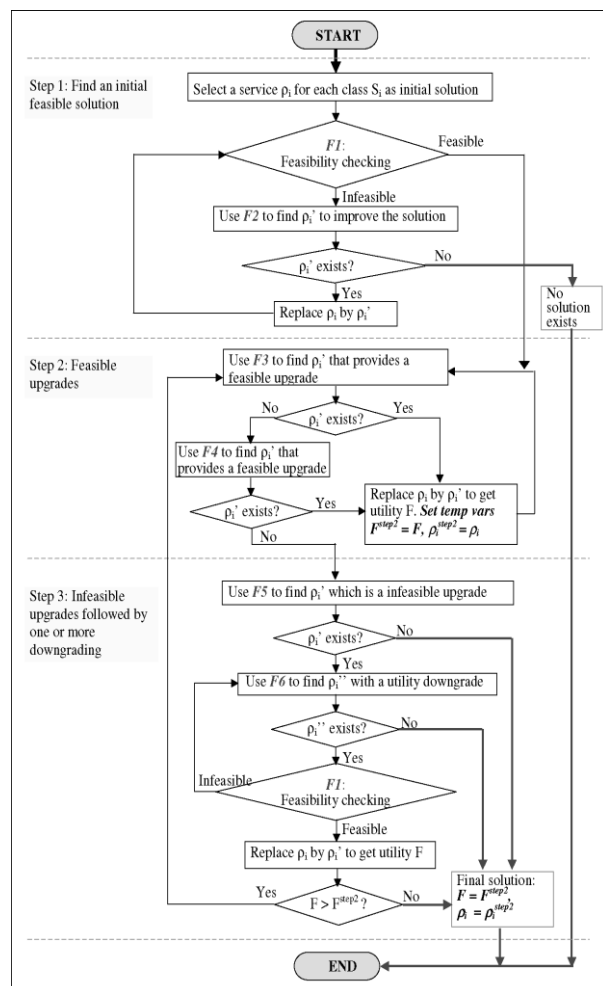 START
Step 1: Find an initial
feasible solution
Select a service ρi for each class Si as initial solution
F1:
Feasibility checking
Feasible
Infeasible
Use F2 to find ρi' to improve the solution
ρi' exists?
No
Yes
Replace ρi by ρi'
No
solution
exists
Step 2: Feasible
upgrades
Use F3 to find ρi' that provides a
feasible upgrade
No
ρi' exists?
Yes
Use F4 to find ρi' that
provides a feasible upgrade
ρi' exists?
Yes
No
Replace ρi by ρi' to get
utility F. Set temp vars
F^step2 = F, ρi^step2 = ρi
Step 3: Infeasible
upgrades followed by
one or more
downgrading
Use F5 to find ρi' which is a infeasible upgrade
ρi' exists?
No
Yes
Use F6 to find ρi'' with a utility downgrade
ρi'' exists?
No
Yes
Infeasible
F1:
Feasibility checking
Feasible
Replace ρi by ρi' to get utility F
Yes
F > F^step2 ?
No
Final solution:
F = F^step2,
ρi = ρi^step2
END